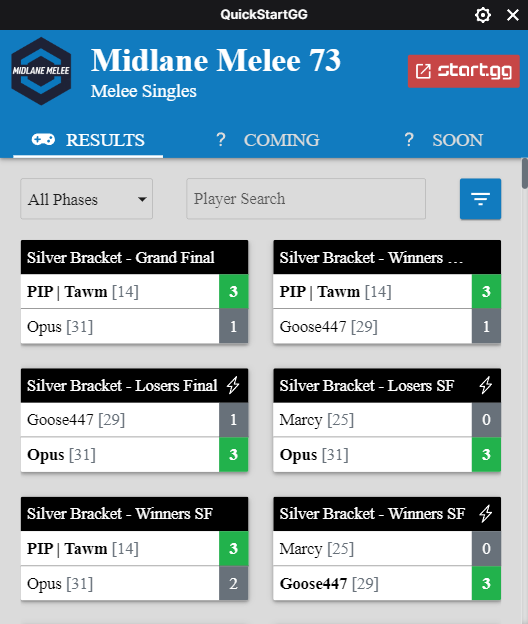 QuickStartGG
MIDLANE MELEE
Midlane Melee 73
Melee Singles
start.gg
RESULTS
? COMING
? SOON
All Phases
Player Search
Silver Bracket - Grand Final
PIP | Tawm [14] 3
Opus [31] 1
Silver Bracket - Winners …
PIP | Tawm [14] 3
Goose447 [29] 1
Silver Bracket - Losers Final
Goose447 [29] 1
Opus [31] 3
Silver Bracket - Losers SF
Marcy [25] 0
Opus [31] 3
Silver Bracket - Winners SF
PIP | Tawm [14] 3
Opus [31] 2
Silver Bracket - Winners SF
Marcy [25] 0
Goose447 [29] 3